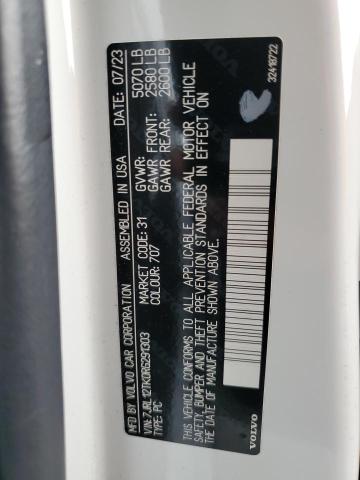 MFD BY VOLVO CAR CORPORATION ASSEMBLED IN USA DATE: 07/23
VIN: 7JRL12TK0RG291303 GVWR: 5070 LB
TYPE: PC MARKET CODE: 31 GAWR FRONT: 2580 LB
COLOUR: 707 GAWR REAR: 2600 LB
THIS VEHICLE CONFORMS TO ALL APPLICABLE FEDERAL MOTOR VEHICLE
SAFETY, BUMPER AND THEFT PREVENTION STANDARDS IN EFFECT ON
THE DATE OF MANUFACTURE SHOWN ABOVE.
VOLVO
32418722